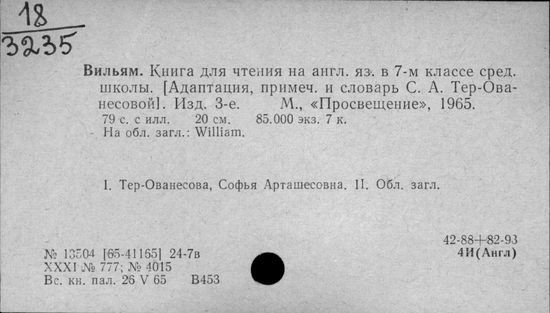 18
3235
Вильям. Книга для чтения на англ. яз. в 7-м классе сред.
школы. [Адаптация, примеч. и словарь С. А. Тер-Ова-
несовой]. Изд. 3-е. М., «Просвещение», 1965.
79 с. с илл. 20 см. 85.000 экз. 7 к.
На обл. загл.: William.
I. Тер-Ованесова, Софья Арташесовна. II. Обл. загл.
42-88+82-93
№ 13504 [65-41165] 24-7в
4И(Англ)
XXXI № 777; № 4015
Вс. кн. пал. 26 V 65 В453